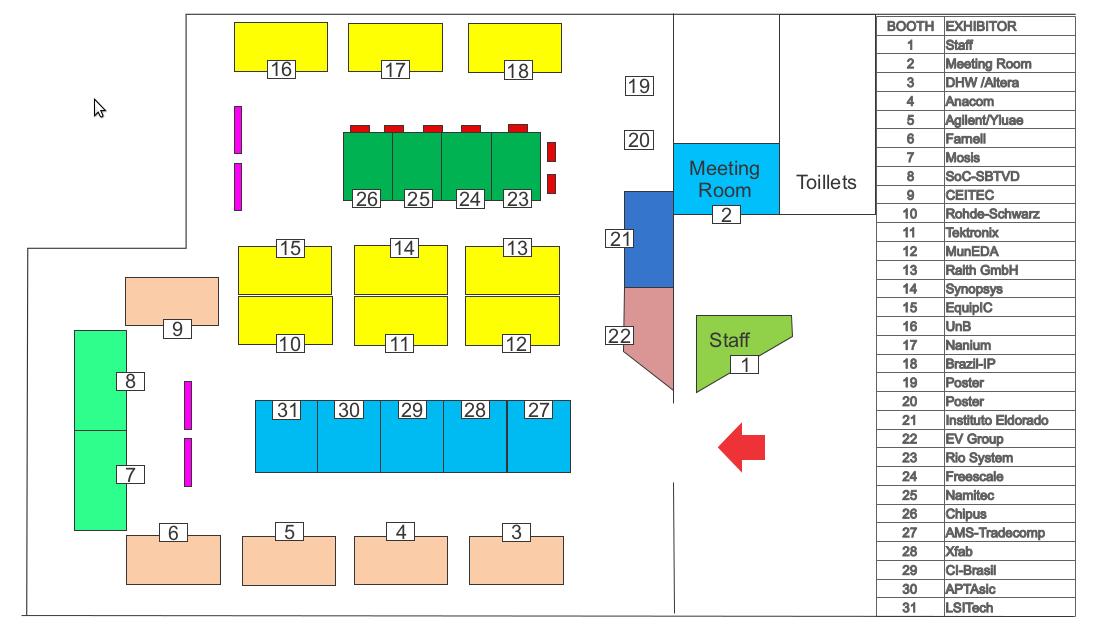 16
17
18
19
20
26
25
24
23
Meeting
Room
2
Toillets
21
15
14
13
9
10
11
12
22
Staff
1
8
31
30
29
28
27
7
6
5
4
3
BOOTH EXHIBITOR
1 Staff
2 Meeting Room
3 DHW /Altera
4 Anacom
5 Agilent/Yluae
6 Farnell
7 Mosis
8 SoC-SBTVD
9 CEITEC
10 Rohde-Schwarz
11 Tektronix
12 MunEDA
13 Raith GmbH
14 Synopsys
15 EquipIC
16 UnB
17 Nanium
18 Brazil-IP
19 Poster
20 Poster
21 Instituto Eldorado
22 EV Group
23 Rio System
24 Freescale
25 Namitec
26 Chipus
27 AMS-Tradecomp
28 Xfab
29 CI-Brasil
30 APTAsic
31 LSITech